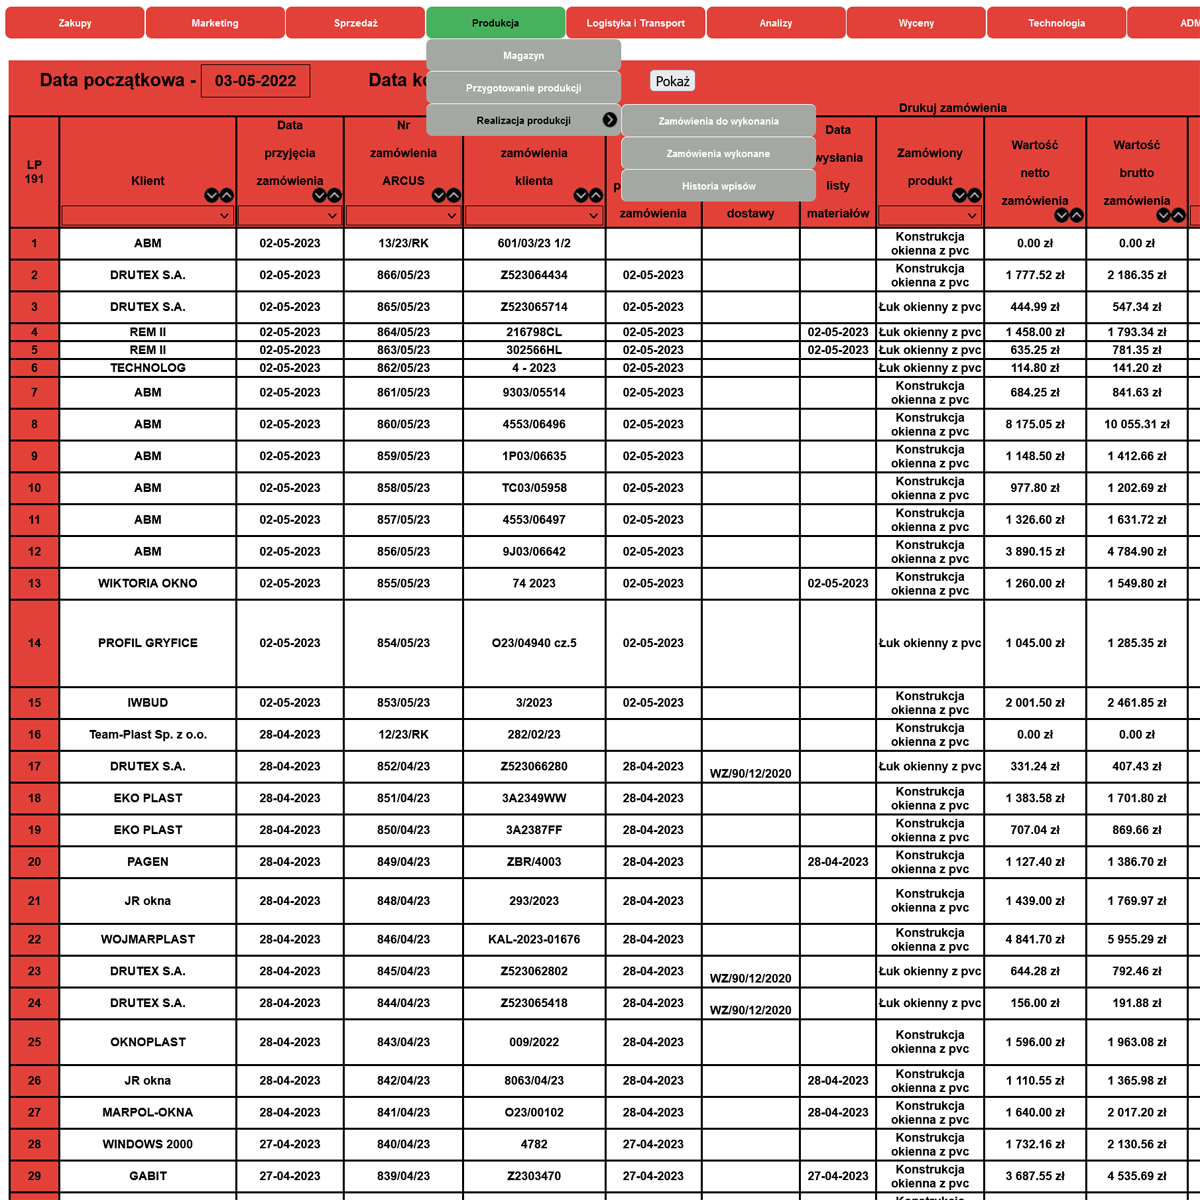 Zakupy Marketing Sprzedaż Produkcja Logistyka i Transport Analizy Wyceny Technologia ADM
Magazyn
Przygotowanie produkcji
Realizacja produkcji
Zamówienia do wykonania
Zamówienia wykonane
Historia wpisów
Data początkowa - 03-05-2022 Data ko Pokaż
Drukuj zamówienia
LP
191
Klient
Data
przyjęcia
zamówienia
Nr
zamówienia
ARCUS
zamówienia
klienta
p
zamówienia
dostawy
Data
wysłania
listy
materiałów
Zamówiony
produkt
Wartość
netto
zamówienia
Wartość
brutto
zamówienia
1 ABM 02-05-2023 13/23/RK 601/03/23 1/2 Konstrukcja okienna z pvc 0.00 zł 0.00 zł
2 DRUTEX S.A. 02-05-2023 866/05/23 Z523064434 02-05-2023 Konstrukcja okienna z pvc 1 777.52 zł 2 186.35 zł
3 DRUTEX S.A. 02-05-2023 865/05/23 Z523065714 02-05-2023 Łuk okienny z pvc 444.99 zł 547.34 zł
4 REM II 02-05-2023 864/05/23 216798CL 02-05-2023 02-05-2023 Łuk okienny z pvc 1 458.00 zł 1 793.34 zł
5 REM II 02-05-2023 863/05/23 302566HL 02-05-2023 02-05-2023 Łuk okienny z pvc 635.25 zł 781.35 zł
6 TECHNOLOG 02-05-2023 862/05/23 4 - 2023 02-05-2023 Łuk okienny z pvc 114.80 zł 141.20 zł
7 ABM 02-05-2023 861/05/23 9303/05514 02-05-2023 Konstrukcja okienna z pvc 684.25 zł 841.63 zł
8 ABM 02-05-2023 860/05/23 4553/06496 02-05-2023 Konstrukcja okienna z pvc 8 175.05 zł 10 055.31 zł
9 ABM 02-05-2023 859/05/23 1P03/06635 02-05-2023 Konstrukcja okienna z pvc 1 148.50 zł 1 412.66 zł
10 ABM 02-05-2023 858/05/23 TC03/05958 02-05-2023 Konstrukcja okienna z pvc 977.80 zł 1 202.69 zł
11 ABM 02-05-2023 857/05/23 4553/06497 02-05-2023 Konstrukcja okienna z pvc 1 326.60 zł 1 631.72 zł
12 ABM 02-05-2023 856/05/23 9J03/06642 02-05-2023 Konstrukcja okienna z pvc 3 890.15 zł 4 784.90 zł
13 WIKTORIA OKNO 02-05-2023 855/05/23 74 2023 02-05-2023 02-05-2023 Konstrukcja okienna z pvc 1 260.00 zł 1 549.80 zł
14 PROFIL GRYFICE 02-05-2023 854/05/23 O23/04940 cz.5 02-05-2023 Łuk okienny z pvc 1 045.00 zł 1 285.35 zł
15 IWBUD 02-05-2023 853/05/23 3/2023 02-05-2023 Konstrukcja okienna z pvc 2 001.50 zł 2 461.85 zł
16 Team-Plast Sp. z o.o. 28-04-2023 12/23/RK 282/02/23 Konstrukcja okienna z pvc 0.00 zł 0.00 zł
17 DRUTEX S.A. 28-04-2023 852/04/23 Z523066280 28-04-2023 WZ/90/12/2020 Łuk okienny z pvc 331.24 zł 407.43 zł
18 EKO PLAST 28-04-2023 851/04/23 3A2349WW 28-04-2023 Konstrukcja okienna z pvc 1 383.58 zł 1 701.80 zł
19 EKO PLAST 28-04-2023 850/04/23 3A2387FF 28-04-2023 Konstrukcja okienna z pvc 707.04 zł 869.66 zł
20 PAGEN 28-04-2023 849/04/23 ZBR/4003 28-04-2023 28-04-2023 Konstrukcja okienna z pvc 1 127.40 zł 1 386.70 zł
21 JR okna 28-04-2023 848/04/23 293/2023 28-04-2023 Konstrukcja okienna z pvc 1 439.00 zł 1 769.97 zł
22 WOJMARPLAST 28-04-2023 846/04/23 KAL-2023-01676 28-04-2023 Konstrukcja okienna z pvc 4 841.70 zł 5 955.29 zł
23 DRUTEX S.A. 28-04-2023 845/04/23 Z523062802 28-04-2023 WZ/90/12/2020 Łuk okienny z pvc 644.28 zł 792.46 zł
24 DRUTEX S.A. 28-04-2023 844/04/23 Z523065418 28-04-2023 WZ/90/12/2020 Łuk okienny z pvc 156.00 zł 191.88 zł
25 OKNOPLAST 28-04-2023 843/04/23 009/2022 28-04-2023 Konstrukcja okienna z pvc 1 596.00 zł 1 963.08 zł
26 JR okna 28-04-2023 842/04/23 8063/04/23 28-04-2023 28-04-2023 Konstrukcja okienna z pvc 1 110.55 zł 1 365.98 zł
27 MARPOL-OKNA 28-04-2023 841/04/23 O23/00102 28-04-2023 28-04-2023 Konstrukcja okienna z pvc 1 640.00 zł 2 017.20 zł
28 WINDOWS 2000 27-04-2023 840/04/23 4782 27-04-2023 Konstrukcja okienna z pvc 1 732.16 zł 2 130.56 zł
29 GABIT 27-04-2023 839/04/23 Z2303470 27-04-2023 27-04-2023 Konstrukcja okienna z pvc 3 687.55 zł 4 535.69 zł